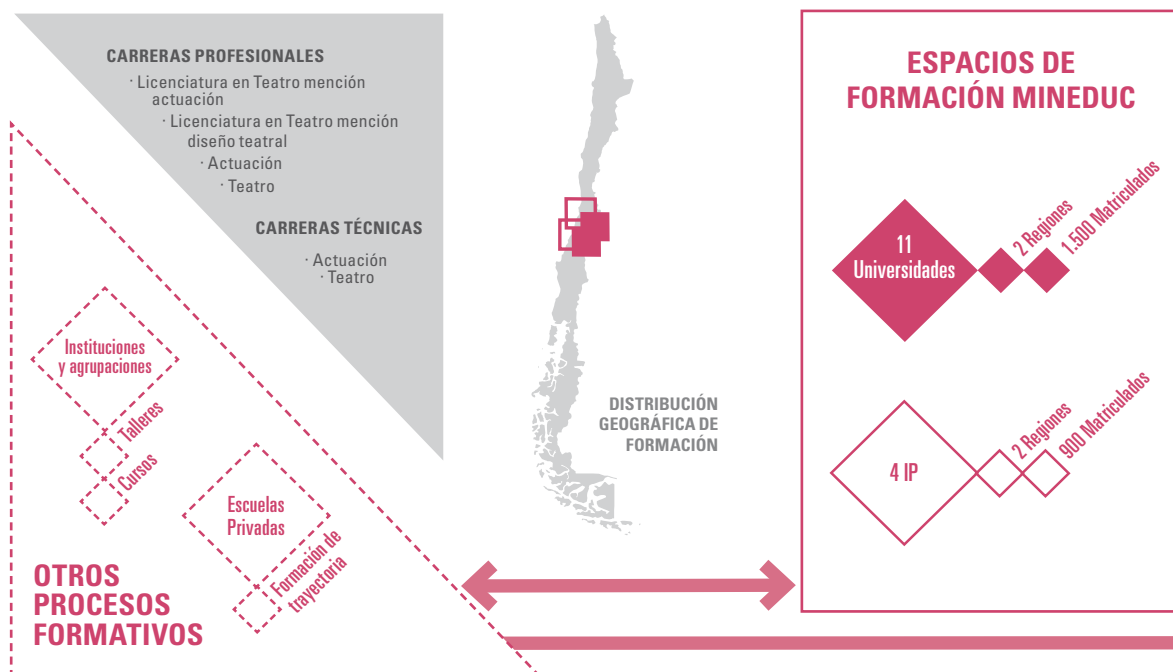 CARRERAS PROFESIONALES
· Licenciatura en Teatro mención
actuación
· Licenciatura en Teatro mención
diseño teatral
· Actuación
· Teatro
CARRERAS TÉCNICAS
· Actuación
· Teatro
Instituciones
y agrupaciones
Talleres
Cursos
Escuelas
Privadas
Formación de
trayectoria
OTROS
PROCESOS
FORMATIVOS
DISTRIBUCIÓN
GEOGRÁFICA DE
FORMACIÓN
ESPACIOS DE
FORMACIÓN MINEDUC
11
Universidades
2 Regiones
1.500 Matriculados
4 IP
2 Regiones
900 Matriculados